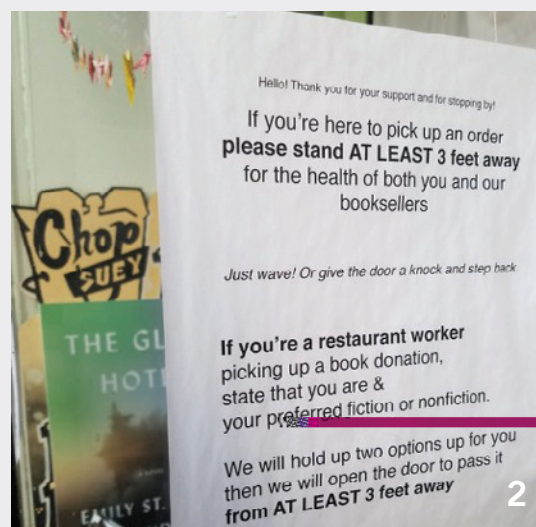 Hello! Thank you for your support and for stopping by!
If you're here to pick up an order
please stand AT LEAST 3 feet away
for the health of both you and our
booksellers
Just wave! Or give the door a knock and step back.
If you're a restaurant worker
picking up a book donation,
state that you are &
your preferred fiction or nonfiction.
We will hold up two options up for you
then we will open the door to pass it
from AT LEAST 3 feet away
Chop
SUEY
THE GL
HOTE
EMILY ST.
2